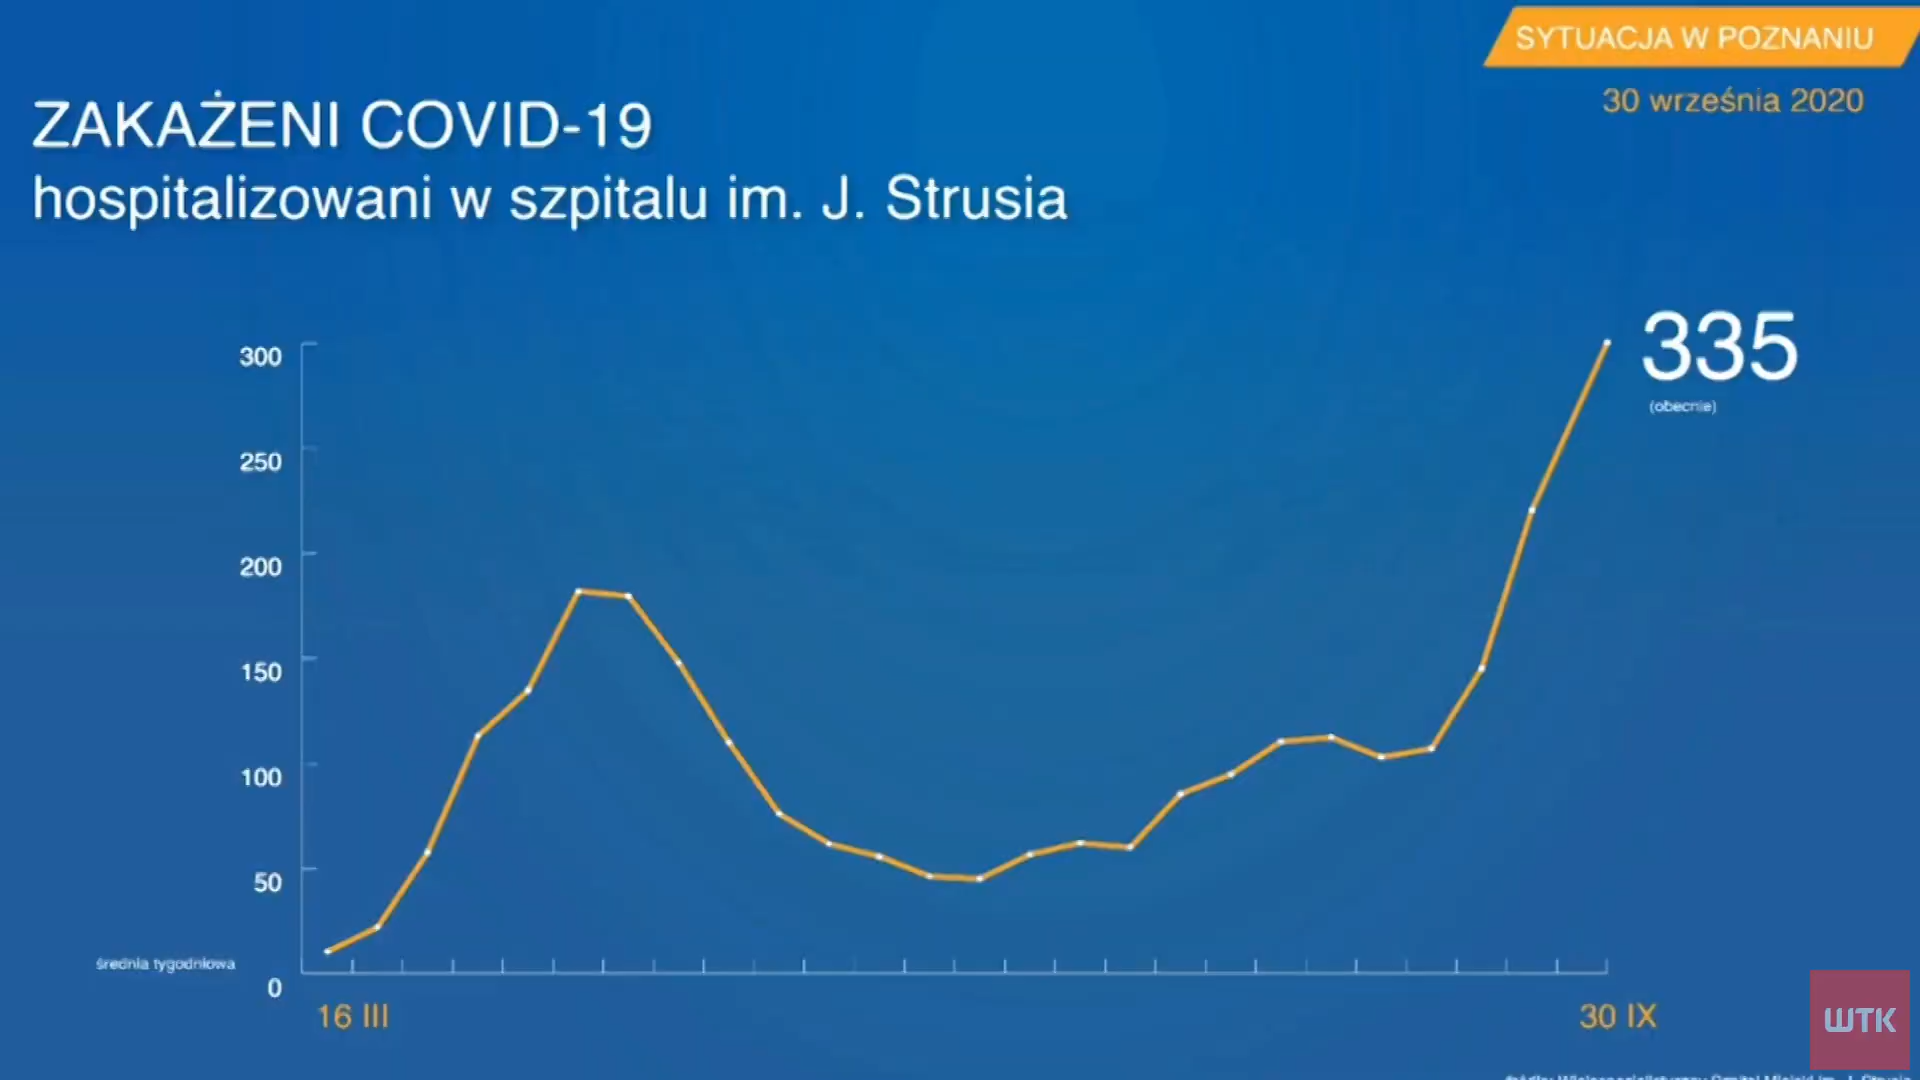 SYTUACJA W POZNANIU
30 września 2020
ZAKAŻENI COVID-19
hospitalizowani w szpitalu im. J. Strusia
335
(obecnie)
300
250
200
150
100
50
średnia tygodniowa
0
16 III
30 IX
WTK